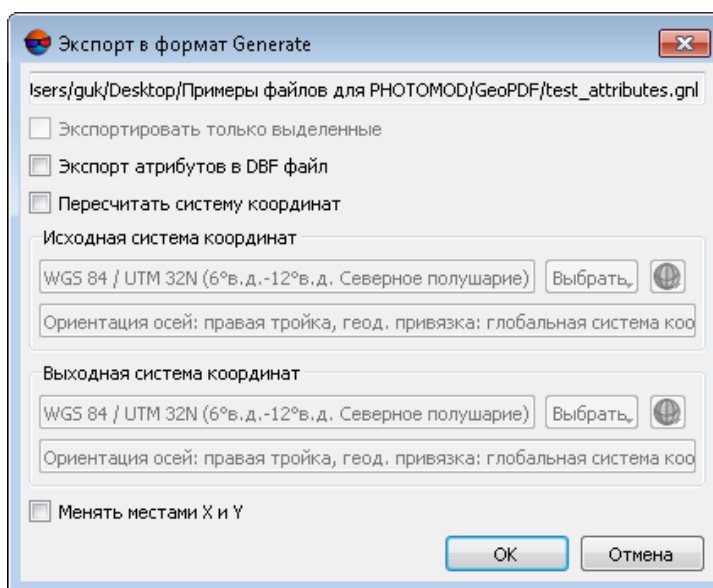 Экспорт в формат Generate
Isers/guk/Desktop/Примеры файлов для PHOTOMOD/GeoPDF/test_attributes.gnl
Экспортировать только выделенные
Экспорт атрибутов в DBF файл
Пересчитать систему координат
Исходная система координат
WGS 84 / UTM 32N (6°в.д.-12°в.д. Северное полушарие) Выбрать
Ориентация осей: правая тройка, геод. привязка: глобальная система коо
Выходная система координат
WGS 84 / UTM 32N (6°в.д.-12°в.д. Северное полушарие) Выбрать
Ориентация осей: правая тройка, геод. привязка: глобальная система коо
Менять местами X и Y
OK Отмена